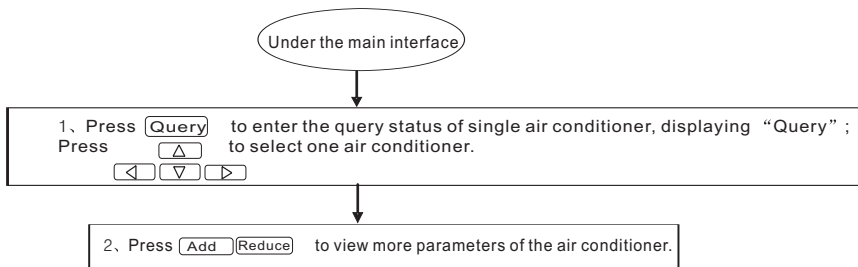 Under the main interface
1、Press Query to enter the query status of single air conditioner, displaying “Query”;
Press △ to select one air conditioner.
◁ ▽ ▷
2、Press Add Reduce to view more parameters of the air conditioner.